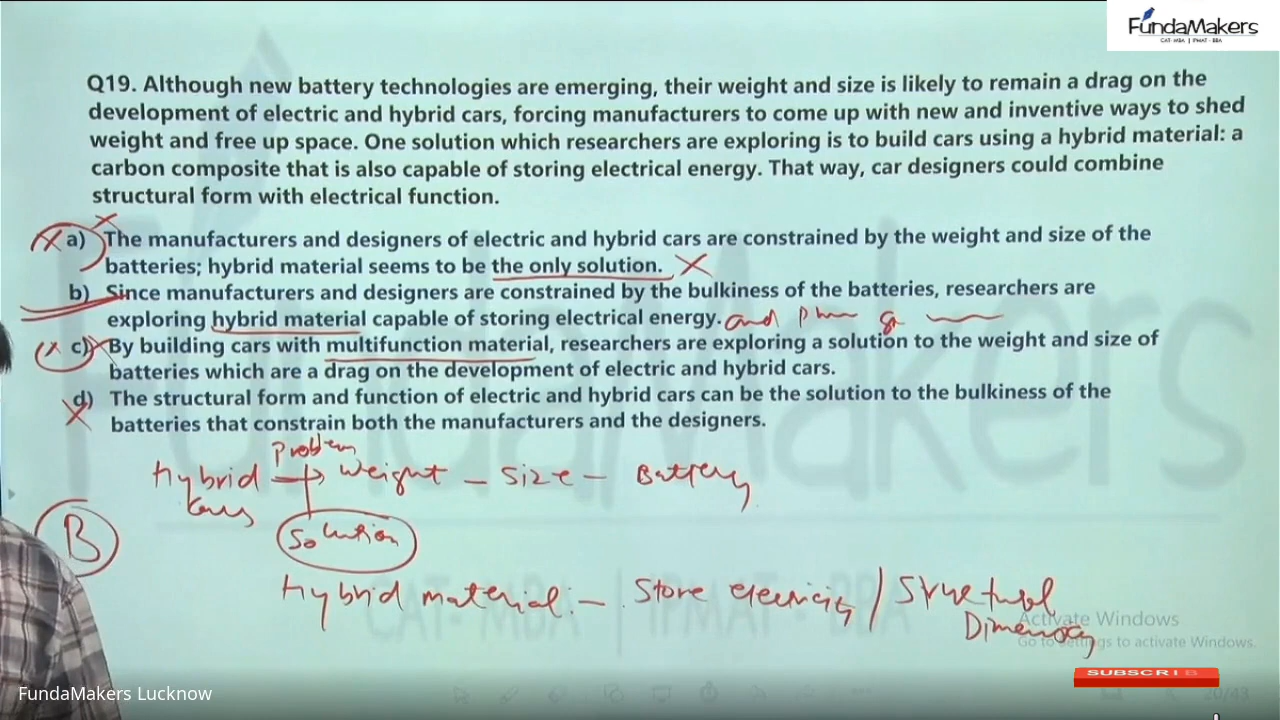 FUNDAMAKERS
CAT- MBA | IPMAT - BBA
Q19. Although new battery technologies are emerging, their weight and size is likely to remain a drag on the
development of electric and hybrid cars, forcing manufacturers to come up with new and inventive ways to shed
weight and free up space. One solution which researchers are exploring is to build cars using a hybrid material: a
carbon composite that is also capable of storing electrical energy. That way, car designers could combine
structural form with electrical function.
a) The manufacturers and designers of electric and hybrid cars are constrained by the weight and size of the
batteries; hybrid material seems to be the only solution.
b) Since manufacturers and designers are constrained by the bulkiness of the batteries, researchers are
exploring hybrid material capable of storing electrical energy. and
c) By building cars with multifunction material, researchers are exploring a solution to the weight and size of
batteries which are a drag on the development of electric and hybrid cars.
d) The structural form and function of electric and hybrid cars can be the solution to the bulkiness of the
batteries that constrain both the manufacturers and the designers.
Problem
Hybrid → Weight - Size - Battery
Cars
B
Solution
Hybrid material - Store electricity / Structural
Activate Windows
Go to Settings to activate Windows.
SUBSCRIB
FundaMakers Lucknow
20/43
FundaMakers
CAT- MBA | IPMAT - BBA